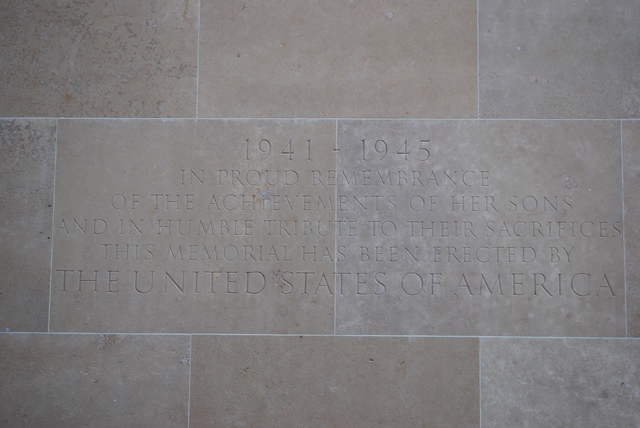 1941 - 1945
IN PROUD REMEMBRANCE
OF THE ACHIEVEMENTS OF HER SONS
AND IN HUMBLE TRIBUTE TO THEIR SACRIFICES
THIS MEMORIAL HAS BEEN ERECTED BY
THE UNITED STATES OF AMERICA